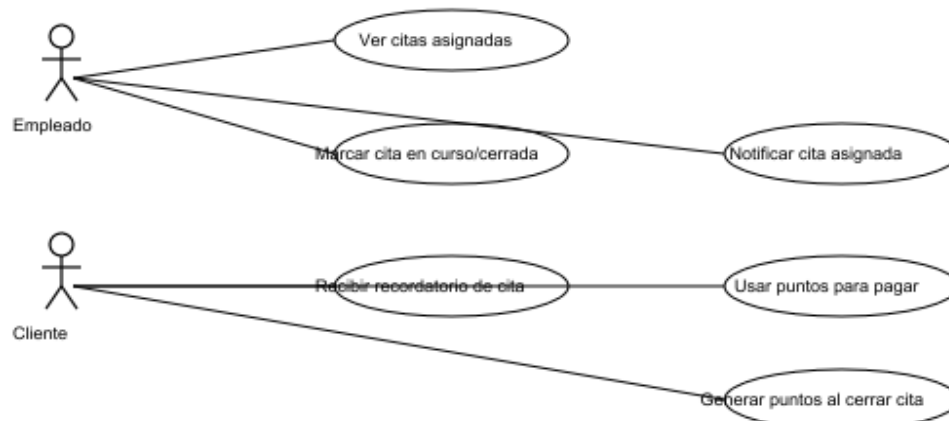 Ver citas asignadas
Empleado
Marcar cita en curso/cerrada
Notificar cita asignada
Recibir recordatorio de cita
Usar puntos para pagar
Cliente
Generar puntos al cerrar cita